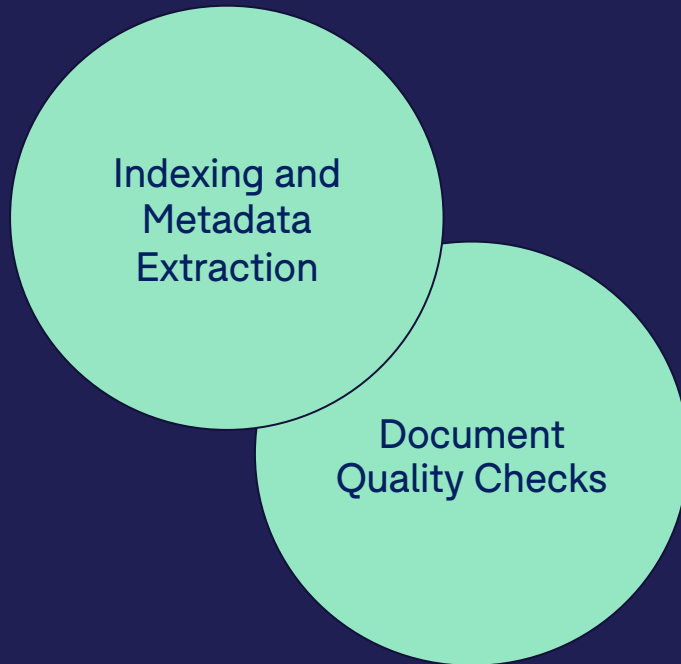 Indexing and
Metadata
Extraction
Document
Quality Checks